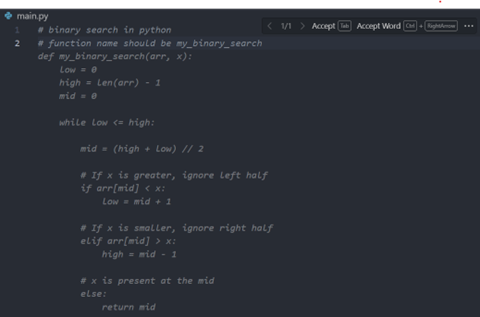 main.py
1/1 Accept Tab Accept Word Ctrl + RightArrow ...
1 # binary search in python
2 # function name should be my_binary_search
def my_binary_search(arr, x):
    low = 0
    high = len(arr) - 1
    mid = 0
    while low <= high:
        mid = (high + low) // 2
        # If x is greater, ignore left half
        if arr[mid] < x:
            low = mid + 1
        # If x is smaller, ignore right half
        elif arr[mid] > x:
            high = mid - 1
        # x is present at the mid
        else:
            return mid